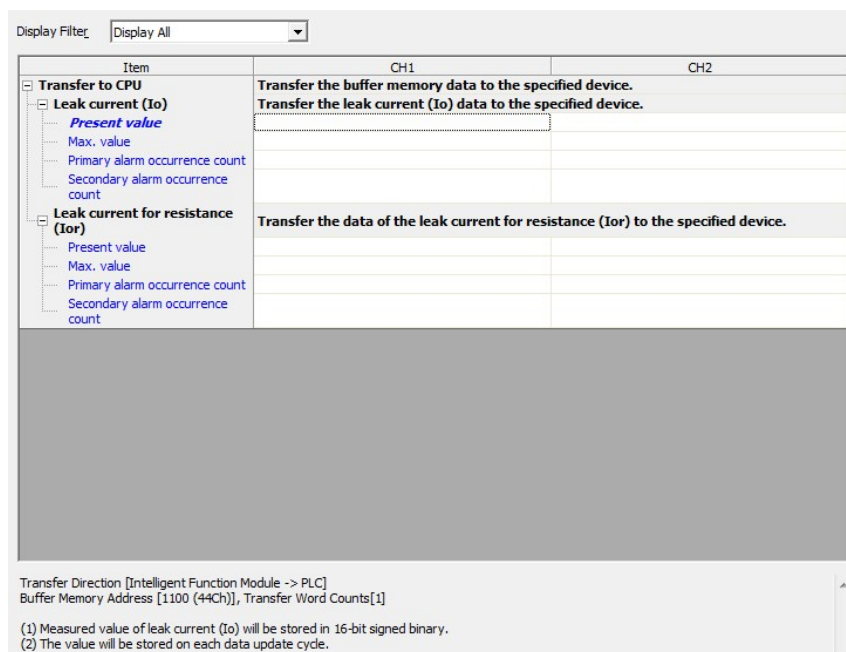 Display Filter Display All
Item CH1 CH2
Transfer to CPU Transfer the buffer memory data to the specified device.
Leak current (Io) Transfer the leak current (Io) data to the specified device.
Present value
Max. value
Primary alarm occurrence count
Secondary alarm occurrence
count
Leak current for resistance
(Ior) Transfer the data of the leak current for resistance (Ior) to the specified device.
Present value
Max. value
Primary alarm occurrence count
Secondary alarm occurrence
count
Transfer Direction [Intelligent Function Module -> PLC]
Buffer Memory Address [1100 (44Ch)], Transfer Word Counts[1]
(1) Measured value of leak current (Io) will be stored in 16-bit signed binary.
(2) The value will be stored on each data update cycle.